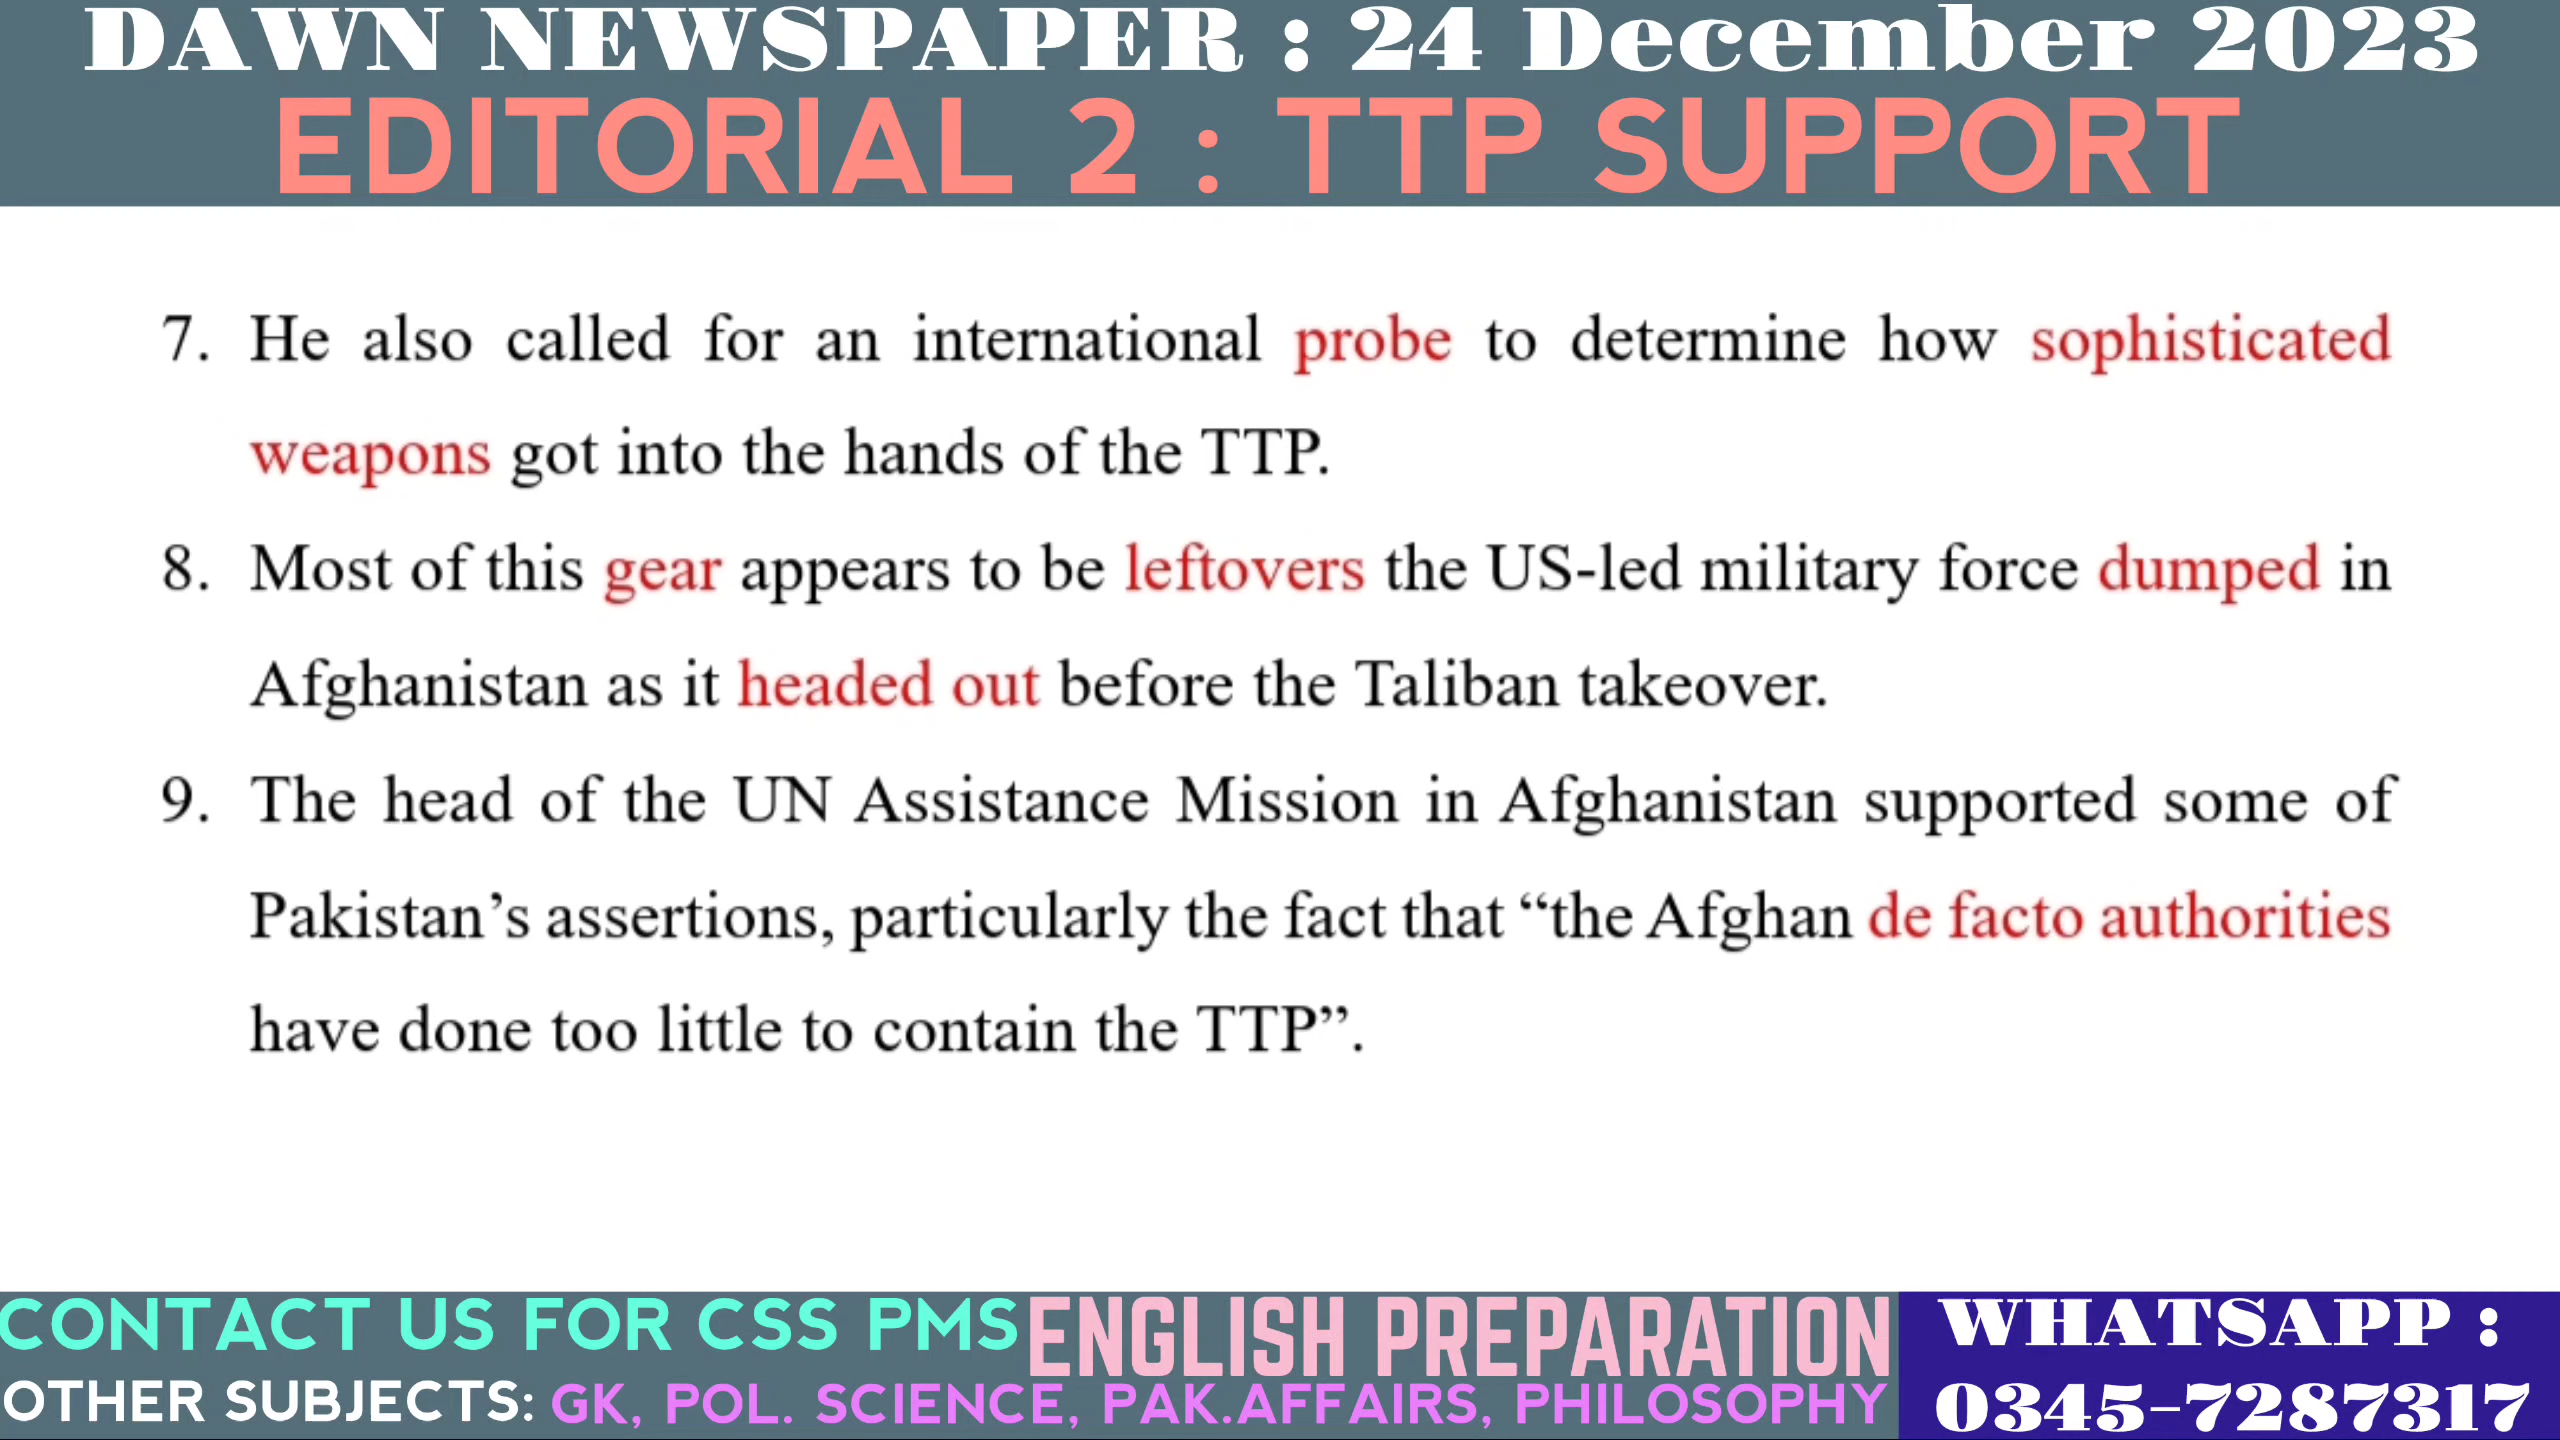 DAWN NEWSPAPER : 24 December 2023
EDITORIAL 2 : TTP SUPPORT
7. He also called for an international probe to determine how sophisticated
weapons got into the hands of the TTP.
8. Most of this gear appears to be leftovers the US-led military force dumped in
Afghanistan as it headed out before the Taliban takeover.
9. The head of the UN Assistance Mission in Afghanistan supported some of
Pakistan’s assertions, particularly the fact that “the Afghan de facto authorities
have done too little to contain the TTP”.
CONTACT US FOR CSS PMS ENGLISH PREPARATION
OTHER SUBJECTS: GK, POL. SCIENCE, PAK.AFFAIRS, PHILOSOPHY
WHATSAPP :
0345-7287317